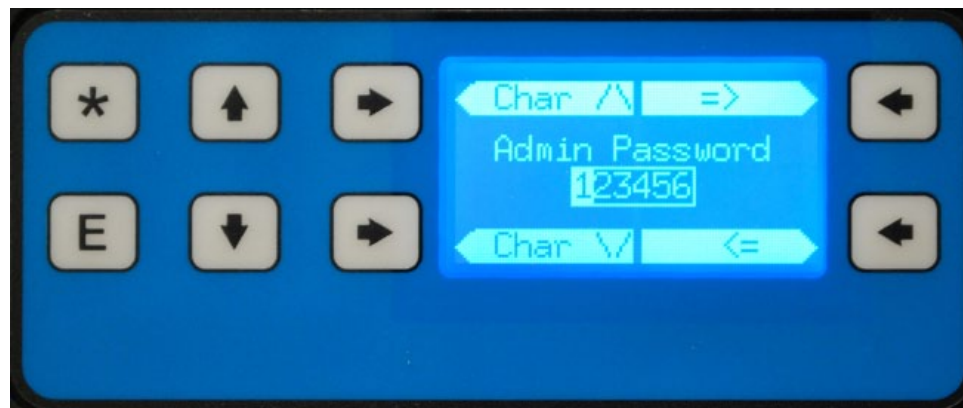 *
Char /\ =>
Admin Password
123456
E
Char \/ <=